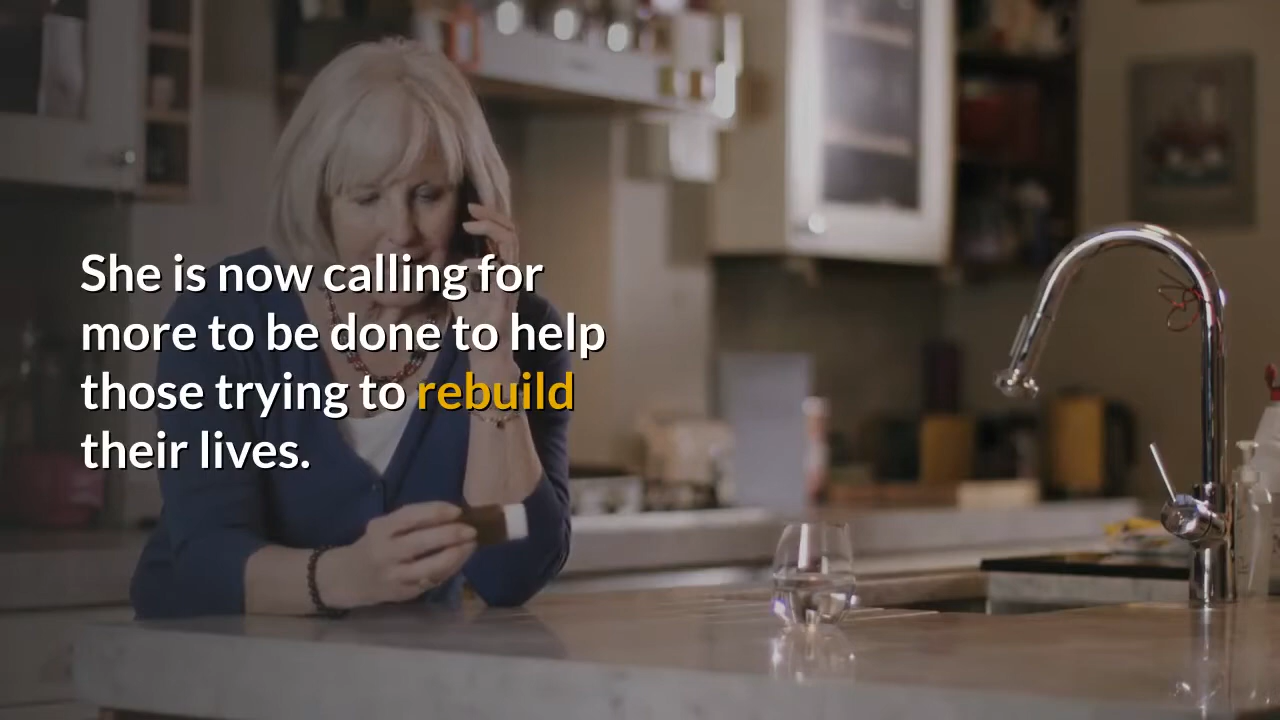 She is now calling for
more to be done to help
those trying to rebuild
their lives.